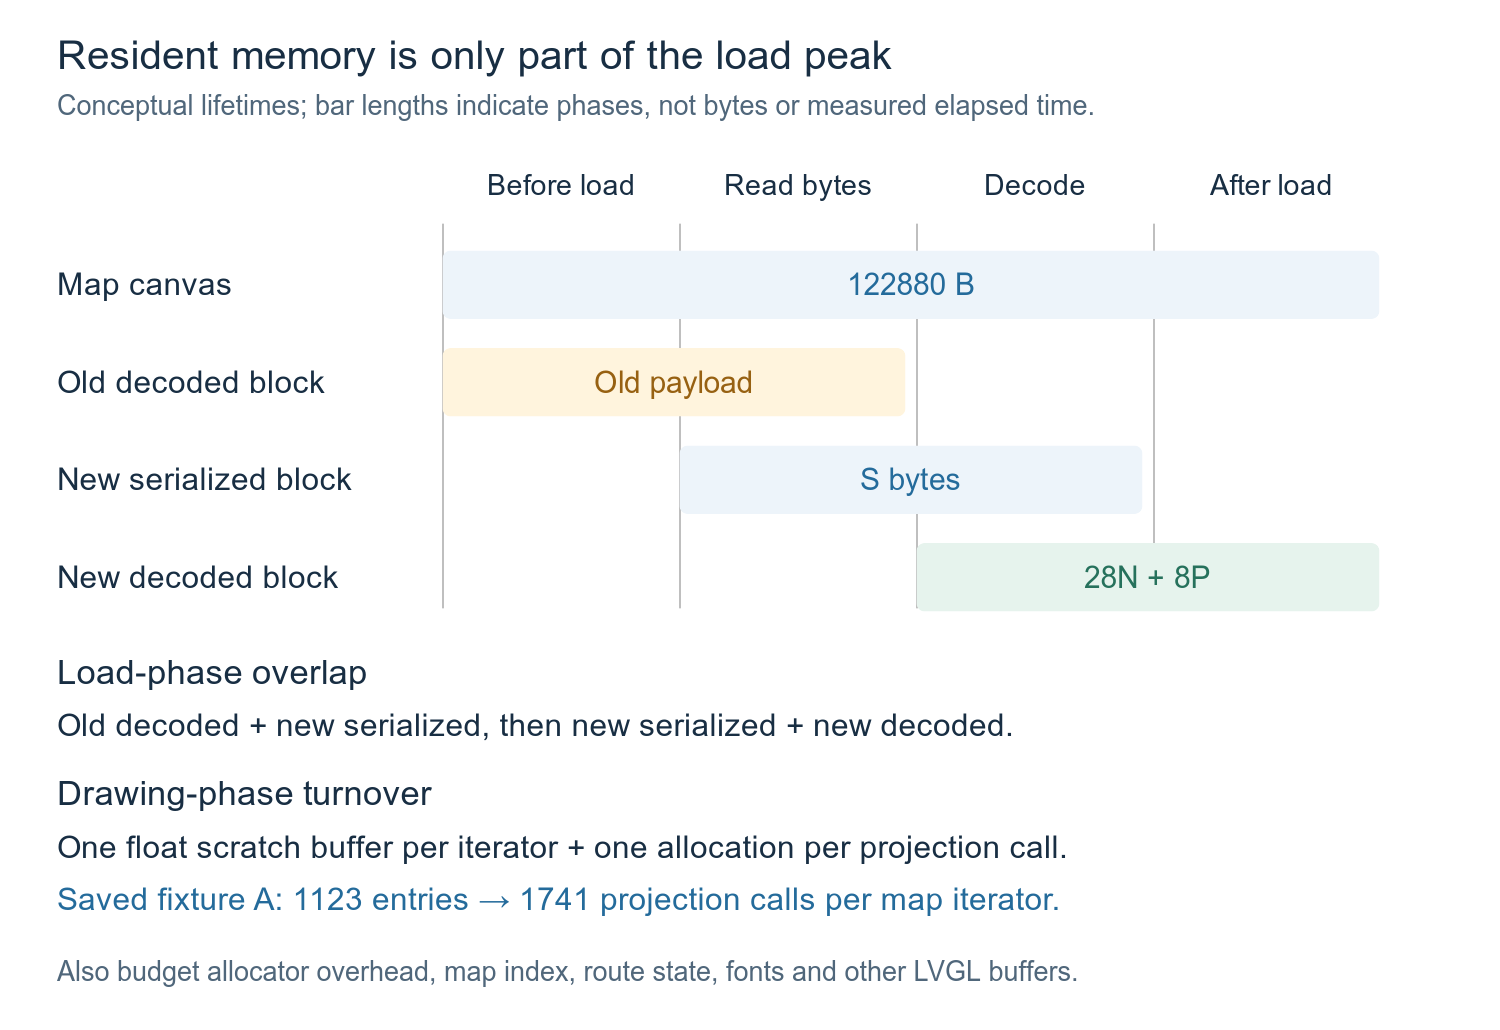 Resident memory is only part of the load peak
Conceptual lifetimes; bar lengths indicate phases, not bytes or measured elapsed time.
Before load
Read bytes
Decode
After load
Map canvas
122880 B
Old decoded block
Old payload
New serialized block
S bytes
New decoded block
28N + 8P
Load-phase overlap
Old decoded + new serialized, then new serialized + new decoded.
Drawing-phase turnover
One float scratch buffer per iterator + one allocation per projection call.
Saved fixture A: 1123 entries → 1741 projection calls per map iterator.
Also budget allocator overhead, map index, route state, fonts and other LVGL buffers.